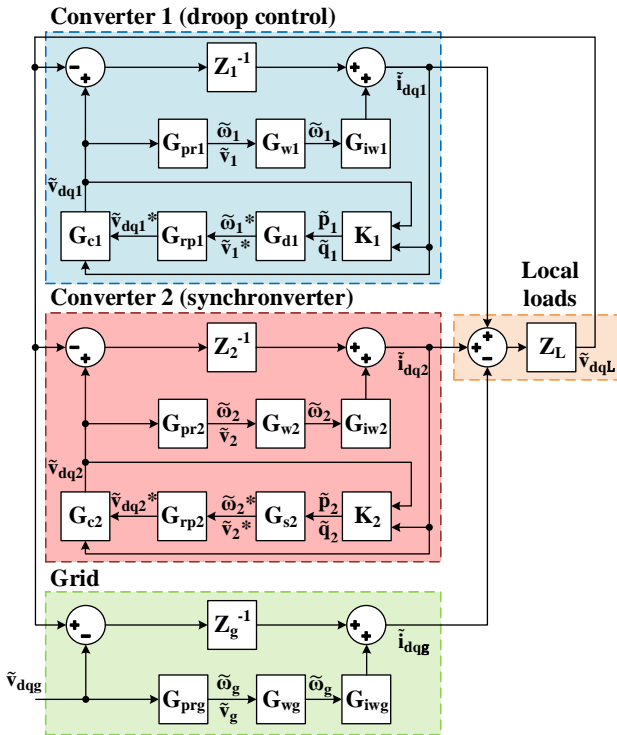 Converter 1 (droop control)
- + Z₁⁻¹ + + ĩdq1
Gpr1 ω̃₁ ṽ₁ Gw1 ω̃₁ Giw1
ṽdq1
Gc1 ṽdq1* Grp1 ω̃₁* ṽ₁* Gd1 p̃₁ q̃₁ K₁
Converter 2 (synchronverter)
Local
loads
- + Z₂⁻¹ + + ĩdq2
+ + - ZL ṽdqL
Gpr2 ω̃₂ ṽ₂ Gw2 ω̃₂ Giw2
ṽdq2
Gc2 ṽdq2* Grp2 ω̃₂* ṽ₂* Gs2 p̃₂ q̃₂ K₂
Grid
+ - Zg⁻¹ + + ĩdqg
ṽdqg
Gprg ω̃g ṽg Gwg ω̃g Giwg